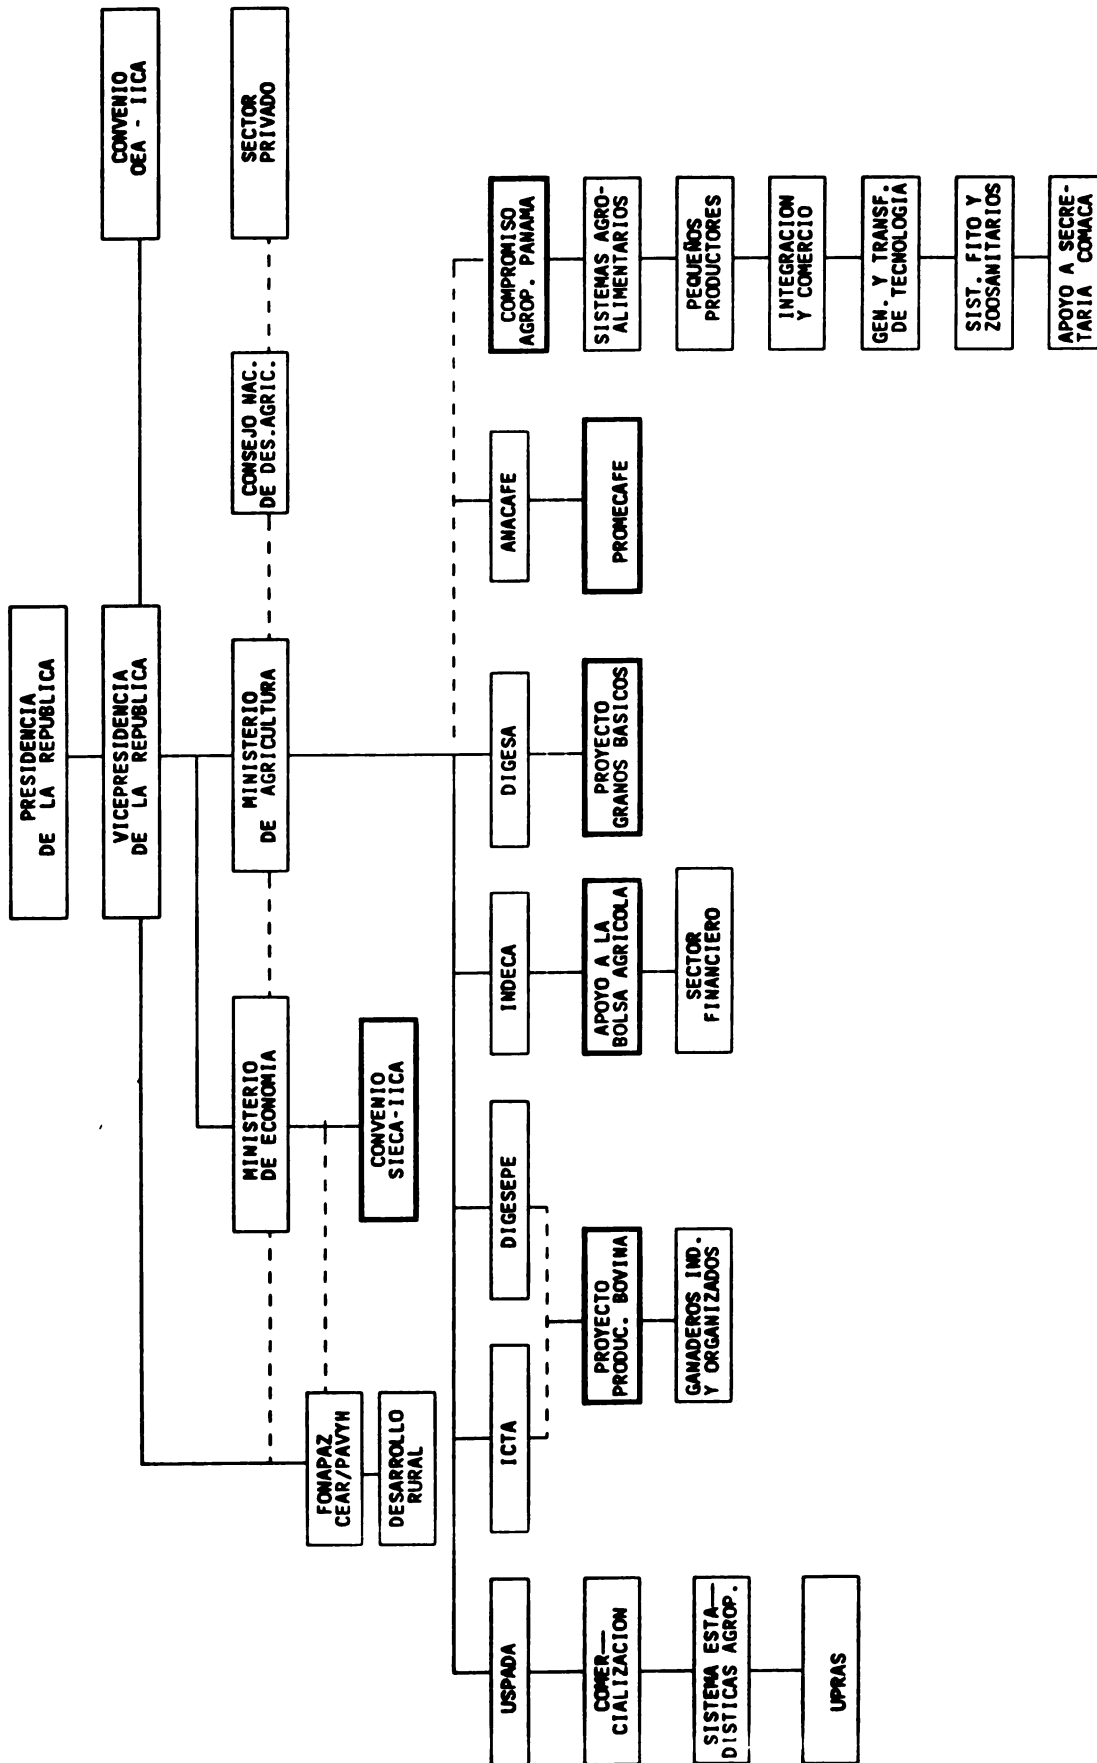 PRESIDENCIA
DE LA REPUBLICA
VICEPRESIDENCIA
DE LA REPUBLICA
CONVENIO
OEA - IICA
MINISTERIO
DE ECONOMIA
MINISTERIO
DE AGRICULTURA
CONSEJO NAC.
DE DES.AGRIC.
SECTOR
PRIVADO
FONAPAZ
CEAR/PAVYH
DESARROLLO
RURAL
CONVENIO
SIECA-IICA
USPADA
ICTA
DIGESEPE
INDECA
DIGESA
ANACAFE
COMPROMISO
AGROP. PANAMA
COMER—
CIALIZACION
PROYECTO
PRODUC. BOVINA
APOYO A LA
BOLSA AGRICOLA
PROYECTO
GRANOS BASICOS
PROMECAFE
SISTEMAS AGRO-
ALIMENTARIOS
SISTEMA ESTA—
DISTICAS AGROP.
GANADEROS IND.
Y ORGANIZADOS
SECTOR
FINANCIERO
PEQUEÑOS
PRODUCTORES
UPRAS
INTEGRACION
Y COMERCIO
GEN. Y TRANSF.
DE TECNOLOGIA
SIST. FITO Y
ZOOSANITARIOS
APOYO A SECRE-
TARIA COMACA